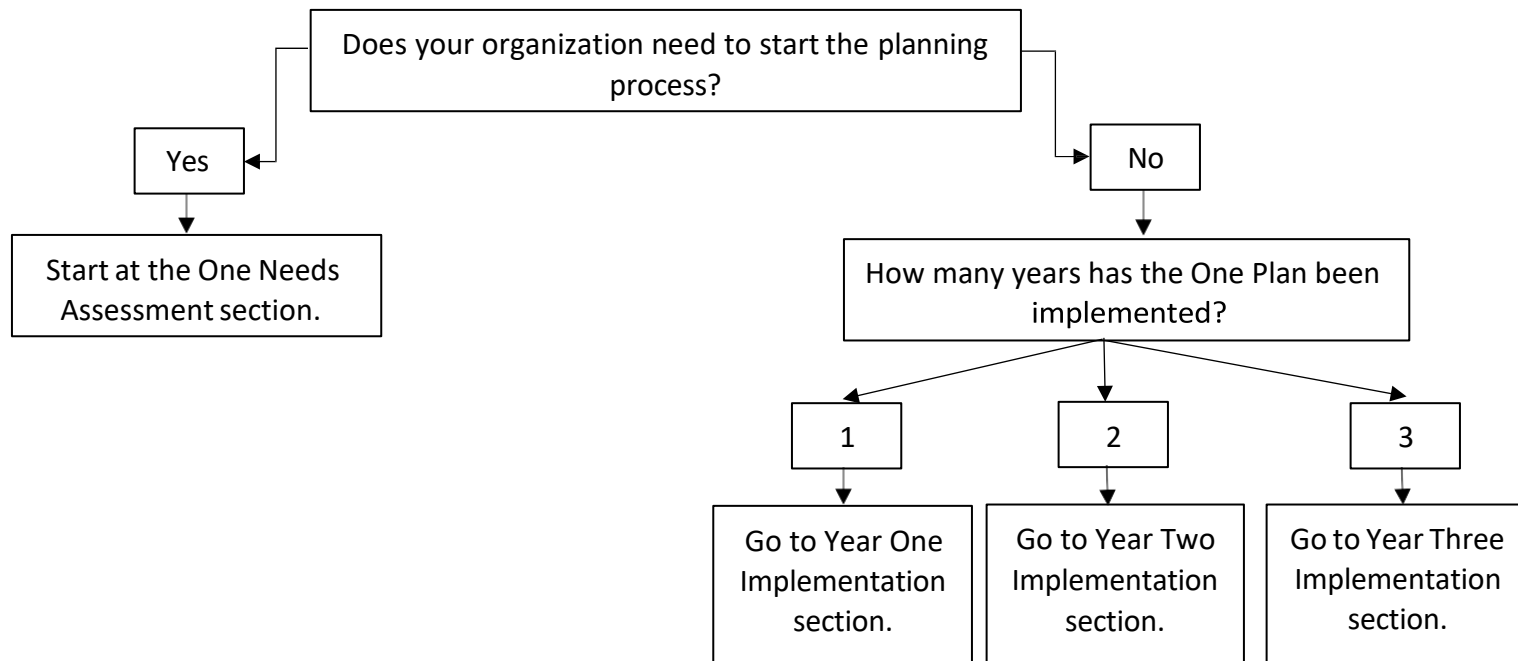 Does your organization need to start the planning
process?
Yes
No
Start at the One Needs
Assessment section.
How many years has the One Plan been
implemented?
1
2
3
Go to Year One
Implementation
section.
Go to Year Two
Implementation
section.
Go to Year Three
Implementation
section.